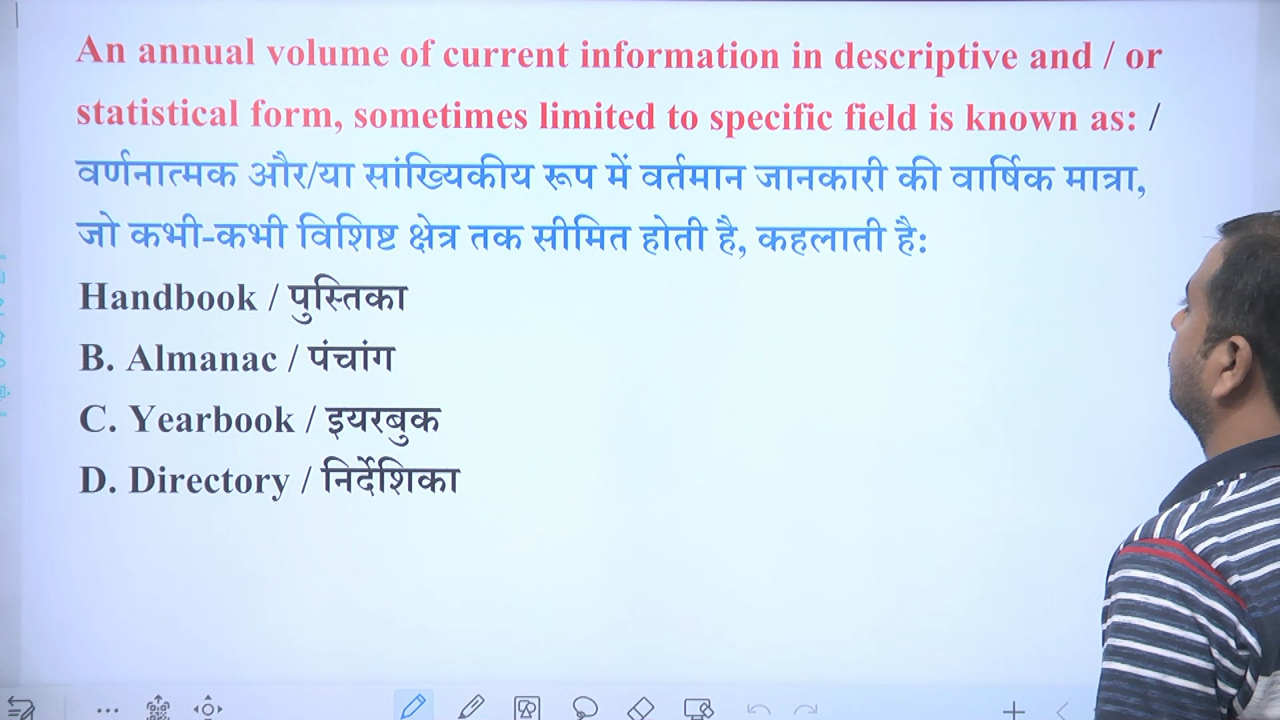 An annual volume of current information in descriptive and / or
statistical form, sometimes limited to specific field is known as: /
वर्णनात्मक और/या सांख्यिकीय रूप में वर्तमान जानकारी की वार्षिक मात्रा,
जो कभी-कभी विशिष्ट क्षेत्र तक सीमित होती है, कहलाती है:
Handbook / पुस्तिका
B. Almanac / पंचांग
C. Yearbook / इयरबुक
D. Directory / निर्देशिका